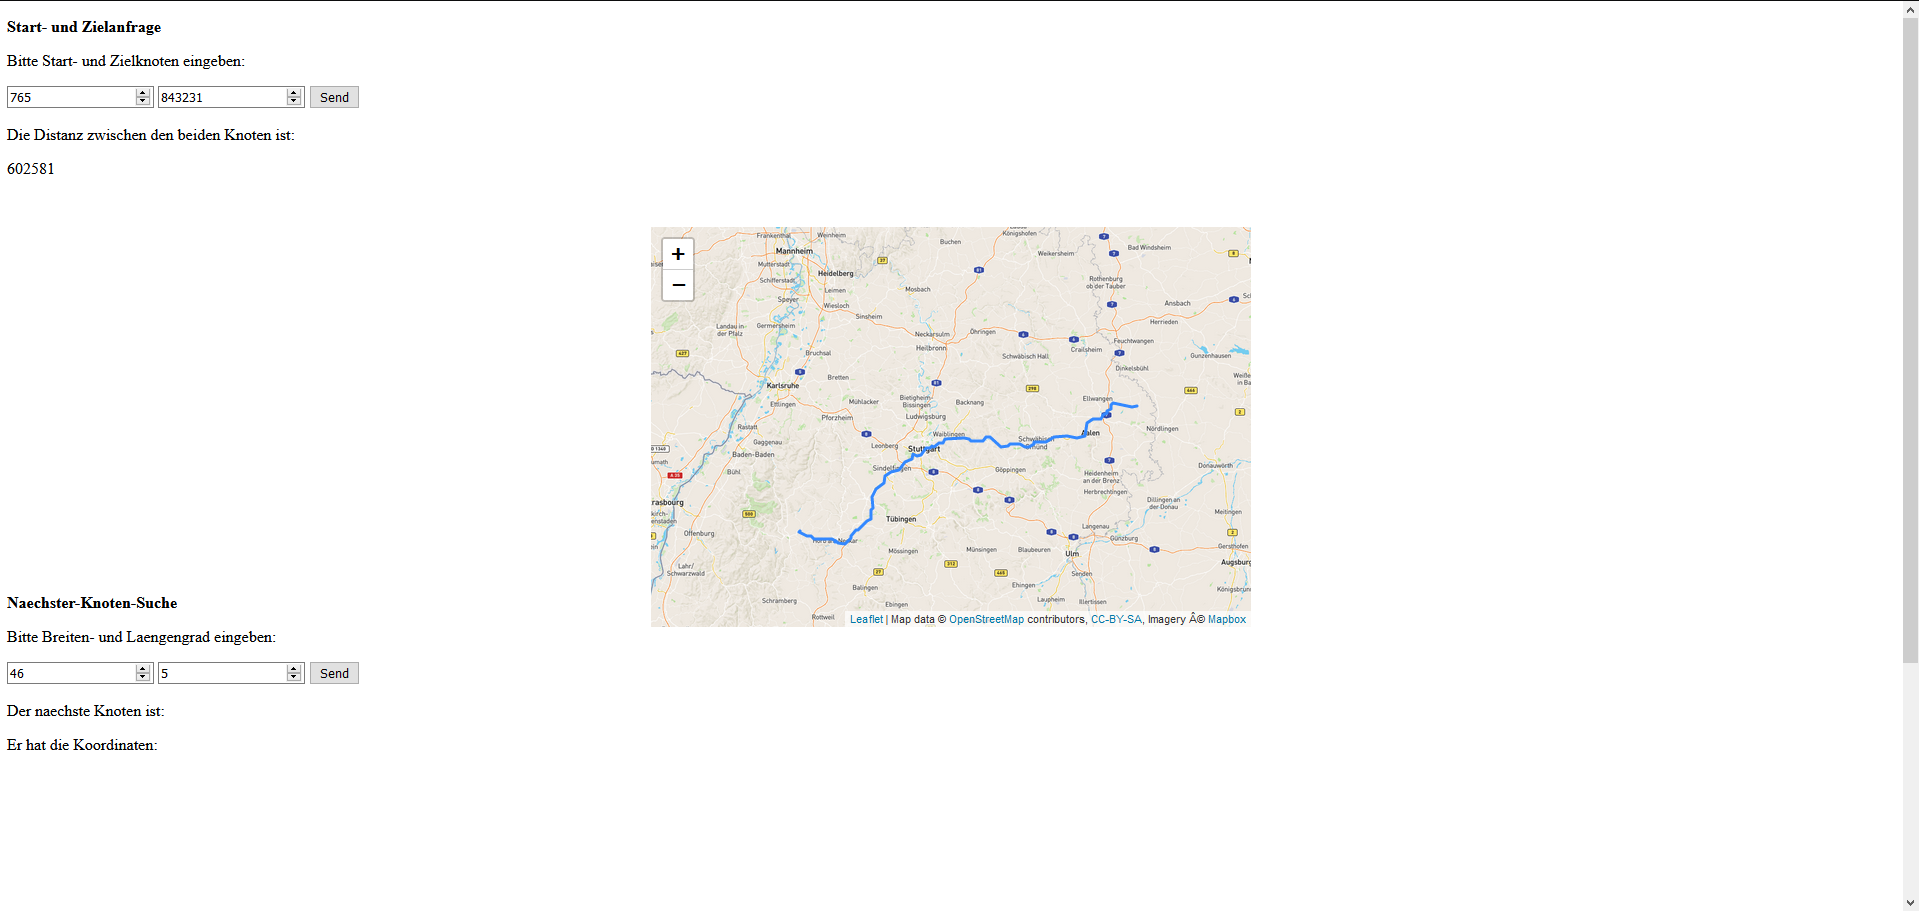 Start- und Zielanfrage
Bitte Start- und Zielknoten eingeben:
765
843231
Send
Die Distanz zwischen den beiden Knoten ist:
602581
+
−
Frankenthal
Weinheim
Buchen
Königshofen
Bad Windsheim
Mannheim
Weikersheim
Mutterstadt
Heidelberg
Schifferstadt
Rothenburg
ob der Tauber
Leimen
Mosbach
Speyer
Wiesloch
Ansbach
Sinsheim
Herrieden
Landau in
der Pfalz
Germersheim
Neckarsulm
Öhringen
Feuchtwangen
Heilbronn
Crailsheim
Bruchsal
Schwäbisch Hall
Gunzenhausen
Dinkelsbühl
Bretten
Karlsruhe
Ellwangen
Ettlingen
Mühlacker
Bietigheim-
Bissingen
Backnang
Pforzheim
Ludwigsburg
Rastatt
Waiblingen
Nördlingen
Aalen
Gaggenau
Leonberg
Stuttgart
Schwäbisch
Gmünd
Baden-Baden
Bühl
Sindelfingen
Göppingen
Donauwörth
Heidenheim
an der Brenz
Herbrechtingen
Dillingen an
der Donau
rasbourg
Meitingen
Tübingen
Langenau
Offenburg
Horb am Neckar
Günzburg
Gersthofen
Mössingen
Münsingen
Blaubeuren
Ulm
Augsburg
Lahr/
Schwarzwald
Senden
Balingen
Ehingen
Königsbrun
Schramberg
Ebingen
Laupheim
Illertissen
Rottweil
Leaflet | Map data © OpenStreetMap contributors, CC-BY-SA, Imagery Â© Mapbox
Naechster-Knoten-Suche
Bitte Breiten- und Laengengrad eingeben:
46
5
Send
Der naechste Knoten ist:
Er hat die Koordinaten: